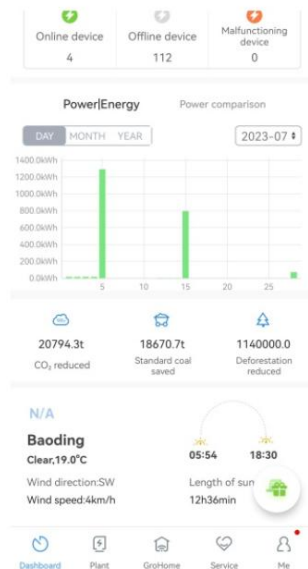 Online device
Offline device
Malfunctioning
device
4
112
0
Power|Energy
Power comparison
DAY
MONTH
YEAR
2023-07
1400.0kWh
1200.0kWh
1000.0kWh
800.0kWh
600.0kWh
400.0kWh
200.0kWh
0.0kWh
5
10
15
20
25
20794.3t
18670.7t
1140000.0
CO₂ reduced
Standard coal
saved
Deforestation
reduced
N/A
Baoding
Clear,19.0°C
05:54
18:30
Wind direction:SW
Length of sun
Wind speed:4km/h
12h36min
Dashboard
Plant
GroHome
Service
Me